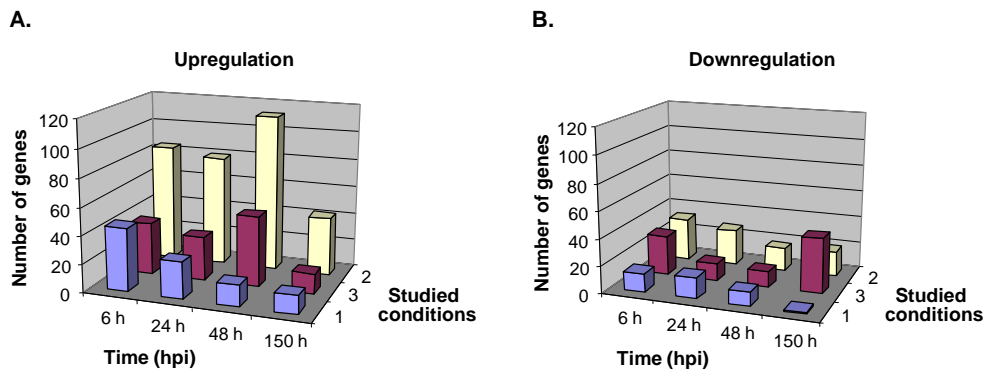 A.
Upregulation
Number of genes
120
100
80
60
40
20
0
6 h
24 h
48 h
150 h
Time (hpi)
2
3
1
Studied
conditions
B.
Downregulation
Number of genes
120
100
80
60
40
20
0
6 h
24 h
48 h
150 h
Time (hpi)
2
3
1
Studied
conditions